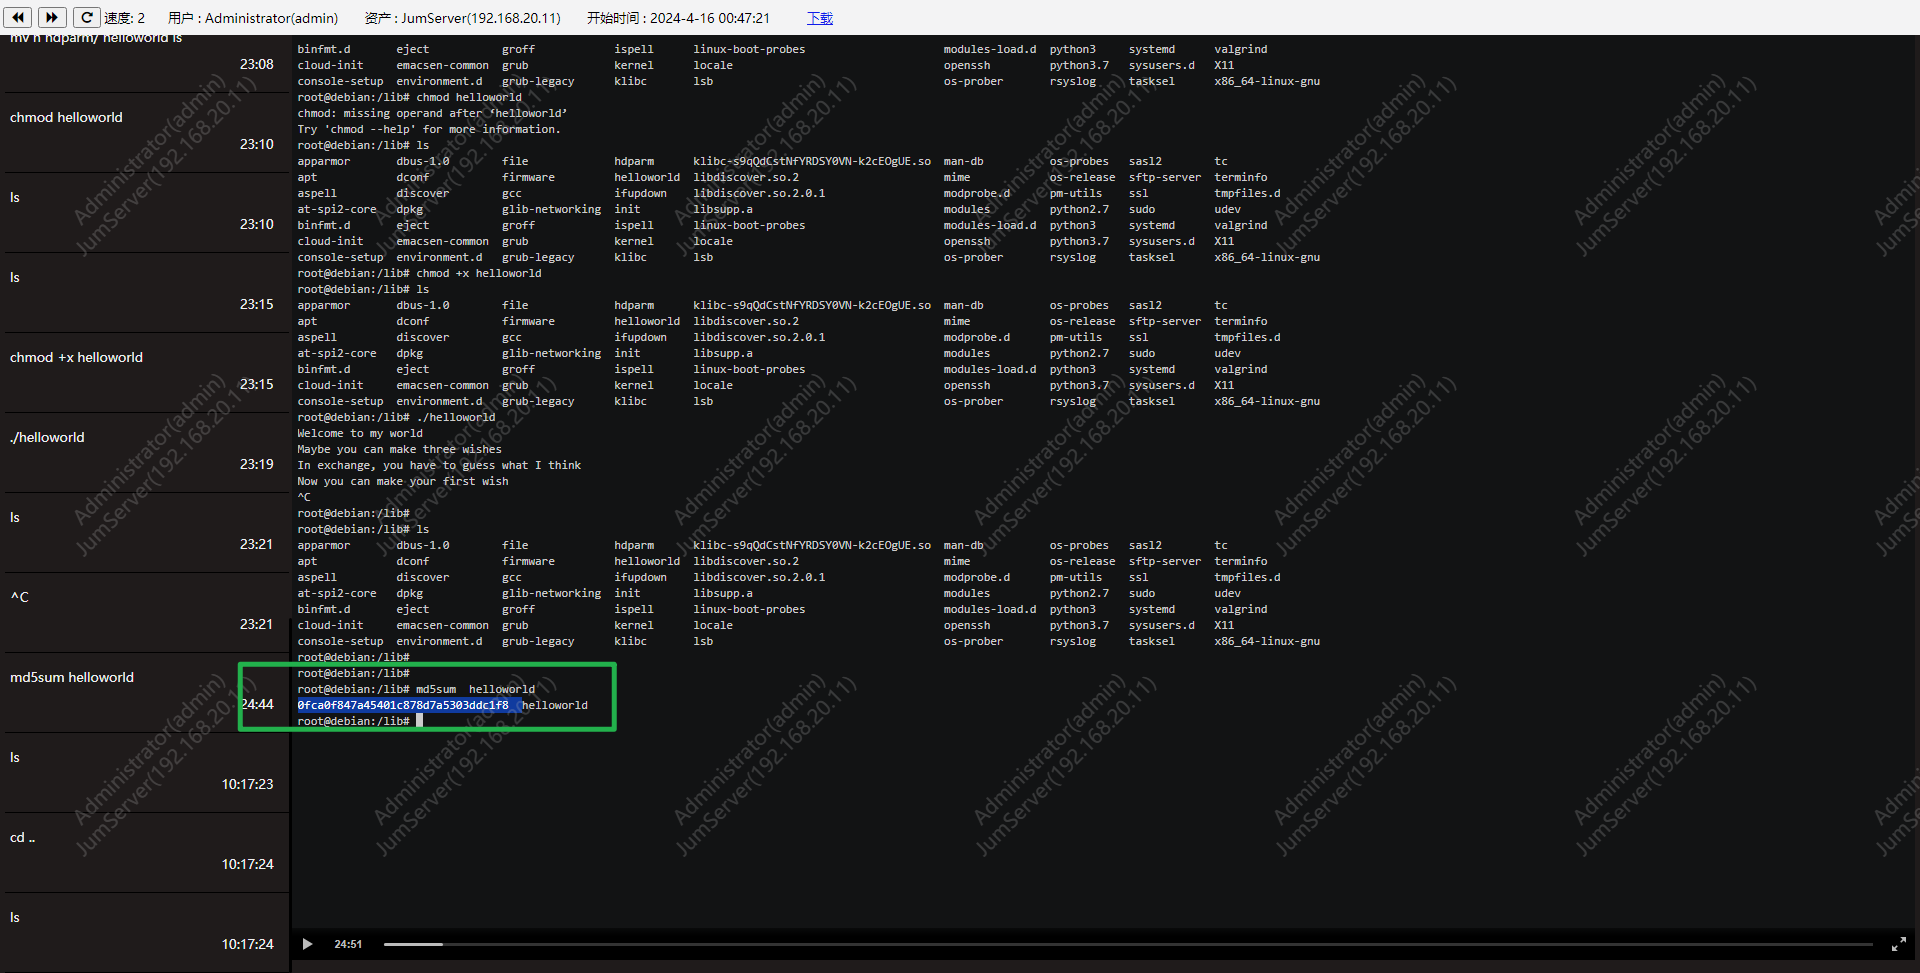 速度: 2 用户 : Administrator(admin) 资产 : JumServer(192.168.20.11) 开始时间 : 2024-4-16 00:47:21 下载
mv h hdparm/ helloworld ls
23:08
chmod helloworld
23:10
ls
23:10
ls
23:15
chmod +x helloworld
23:15
./helloworld
23:19
ls
23:21
^C
23:21
md5sum helloworld
24:44
ls
10:17:23
cd ..
10:17:24
ls
10:17:24
binfmt.d eject groff ispell linux-boot-probes modules-load.d python3 systemd valgrind
cloud-init emacsen-common grub kernel locale openssh python3.7 sysusers.d X11
console-setup environment.d grub-legacy klibc lsb os-prober rsyslog tasksel x86_64-linux-gnu
root@debian:/lib# chmod helloworld
chmod: missing operand after ‘helloworld’
Try 'chmod --help' for more information.
root@debian:/lib# ls
apparmor dbus-1.0 file hdparm klibc-s9qQdCstNfYRDSY0VN-k2cEOgUE.so man-db os-probes sasl2 tc
apt dconf firmware helloworld libdiscover.so.2 mime os-release sftp-server terminfo
aspell discover gcc ifupdown libdiscover.so.2.0.1 modprobe.d pm-utils ssl tmpfiles.d
at-spi2-core dpkg glib-networking init libsupp.a modules python2.7 sudo udev
binfmt.d eject groff ispell linux-boot-probes modules-load.d python3 systemd valgrind
cloud-init emacsen-common grub kernel locale openssh python3.7 sysusers.d X11
console-setup environment.d grub-legacy klibc lsb os-prober rsyslog tasksel x86_64-linux-gnu
root@debian:/lib# chmod +x helloworld
root@debian:/lib# ls
apparmor dbus-1.0 file hdparm klibc-s9qQdCstNfYRDSY0VN-k2cEOgUE.so man-db os-probes sasl2 tc
apt dconf firmware helloworld libdiscover.so.2 mime os-release sftp-server terminfo
aspell discover gcc ifupdown libdiscover.so.2.0.1 modprobe.d pm-utils ssl tmpfiles.d
at-spi2-core dpkg glib-networking init libsupp.a modules python2.7 sudo udev
binfmt.d eject groff ispell linux-boot-probes modules-load.d python3 systemd valgrind
cloud-init emacsen-common grub kernel locale openssh python3.7 sysusers.d X11
console-setup environment.d grub-legacy klibc lsb os-prober rsyslog tasksel x86_64-linux-gnu
root@debian:/lib# ./helloworld
Welcome to my world
Maybe you can make three wishes
In exchange, you have to guess what I think
Now you can make your first wish
^C
root@debian:/lib#
root@debian:/lib# ls
apparmor dbus-1.0 file hdparm klibc-s9qQdCstNfYRDSY0VN-k2cEOgUE.so man-db os-probes sasl2 tc
apt dconf firmware helloworld libdiscover.so.2 mime os-release sftp-server terminfo
aspell discover gcc ifupdown libdiscover.so.2.0.1 modprobe.d pm-utils ssl tmpfiles.d
at-spi2-core dpkg glib-networking init libsupp.a modules python2.7 sudo udev
binfmt.d eject groff ispell linux-boot-probes modules-load.d python3 systemd valgrind
cloud-init emacsen-common grub kernel locale openssh python3.7 sysusers.d X11
console-setup environment.d grub-legacy klibc lsb os-prober rsyslog tasksel x86_64-linux-gnu
root@debian:/lib#
root@debian:/lib#
root@debian:/lib# md5sum  helloworld
0fca0f847a45401c878d7a5303ddc1f8  helloworld
root@debian:/lib#
24:51
Administrator(admin)
JumServer(192.168.20.11)